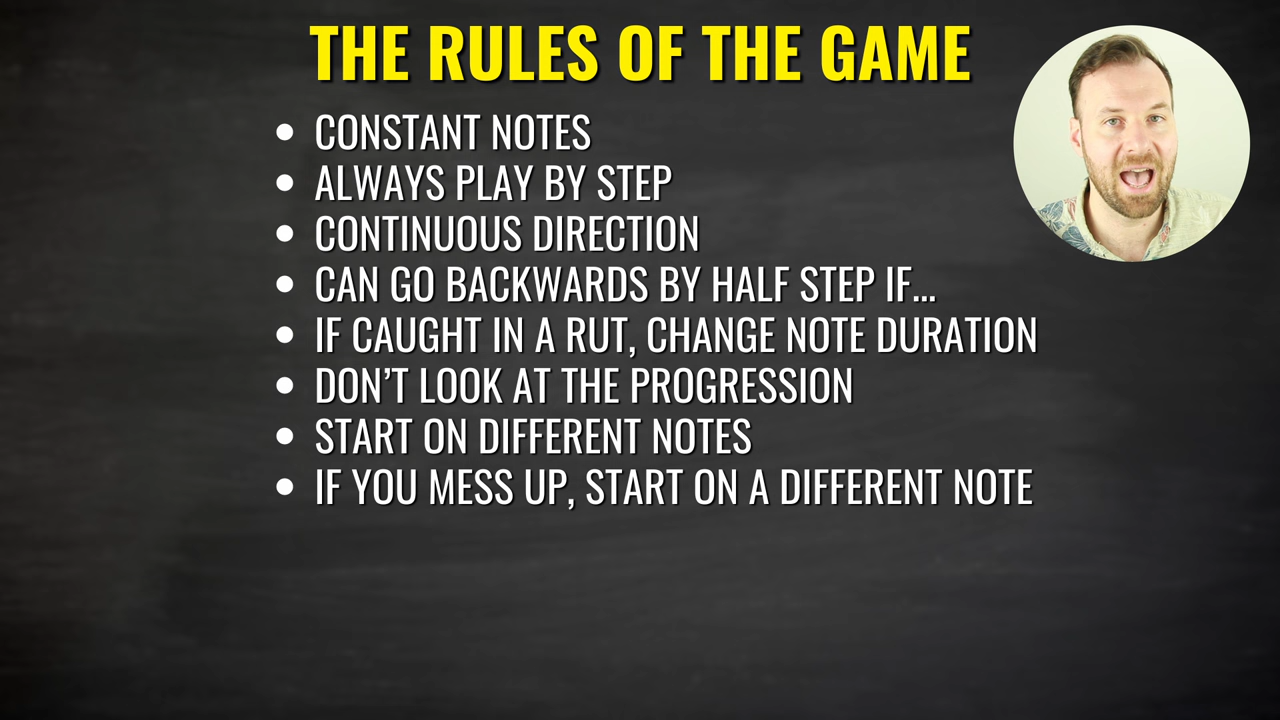 THE RULES OF THE GAME
• CONSTANT NOTES
• ALWAYS PLAY BY STEP
• CONTINUOUS DIRECTION
• CAN GO BACKWARDS BY HALF STEP IF...
• IF CAUGHT IN A RUT, CHANGE NOTE DURATION
• DON’T LOOK AT THE PROGRESSION
• START ON DIFFERENT NOTES
• IF YOU MESS UP, START ON A DIFFERENT NOTE